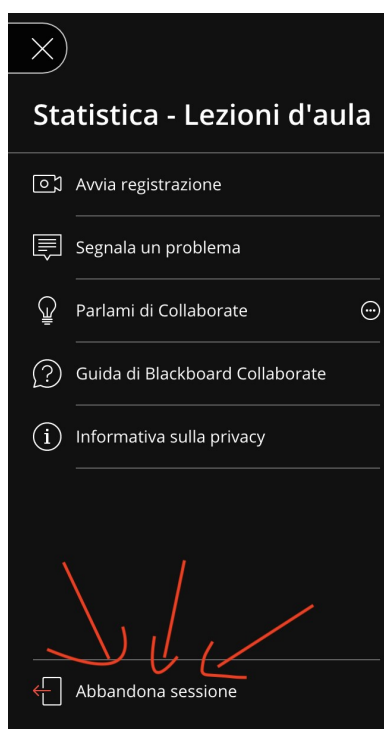 Statistica - Lezioni d'aula
Avvia registrazione
Segnala un problema
Parlami di Collaborate
Guida di Blackboard Collaborate
Informativa sulla privacy
Abbandona sessione